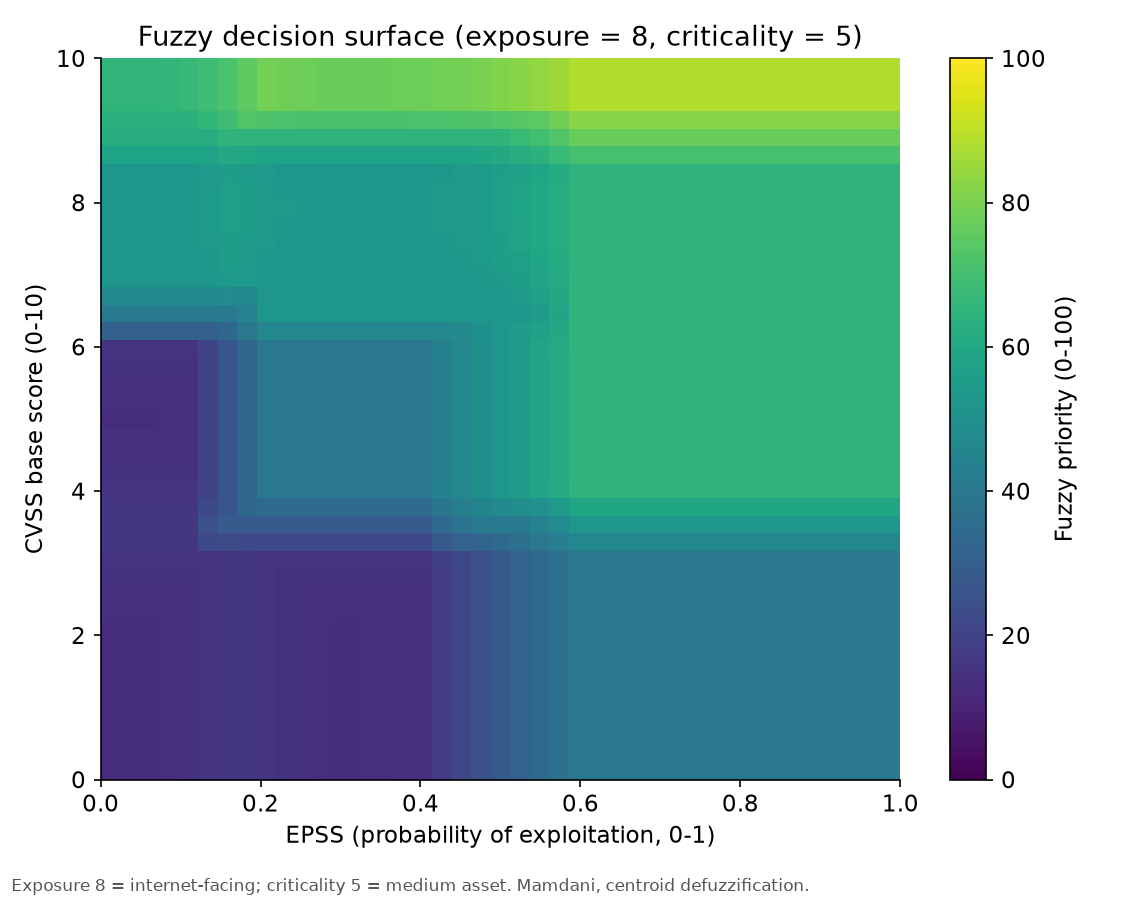 Fuzzy decision surface (exposure = 8, criticality = 5)
10
8
6
4
2
0
CVSS base score (0-10)
0.0 0.2 0.4 0.6 0.8 1.0
EPSS (probability of exploitation, 0-1)
100
80
60
40
20
0
Fuzzy priority (0-100)
Exposure 8 = internet-facing; criticality 5 = medium asset. Mamdani, centroid defuzzification.